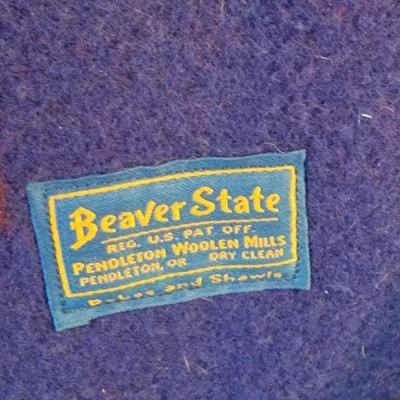 Beaver State
REG. U.S. PAT. OFF.
PENDLETON WOOLEN MILLS
PENDLETON, OR DRY CLEAN
Robes and Shawls